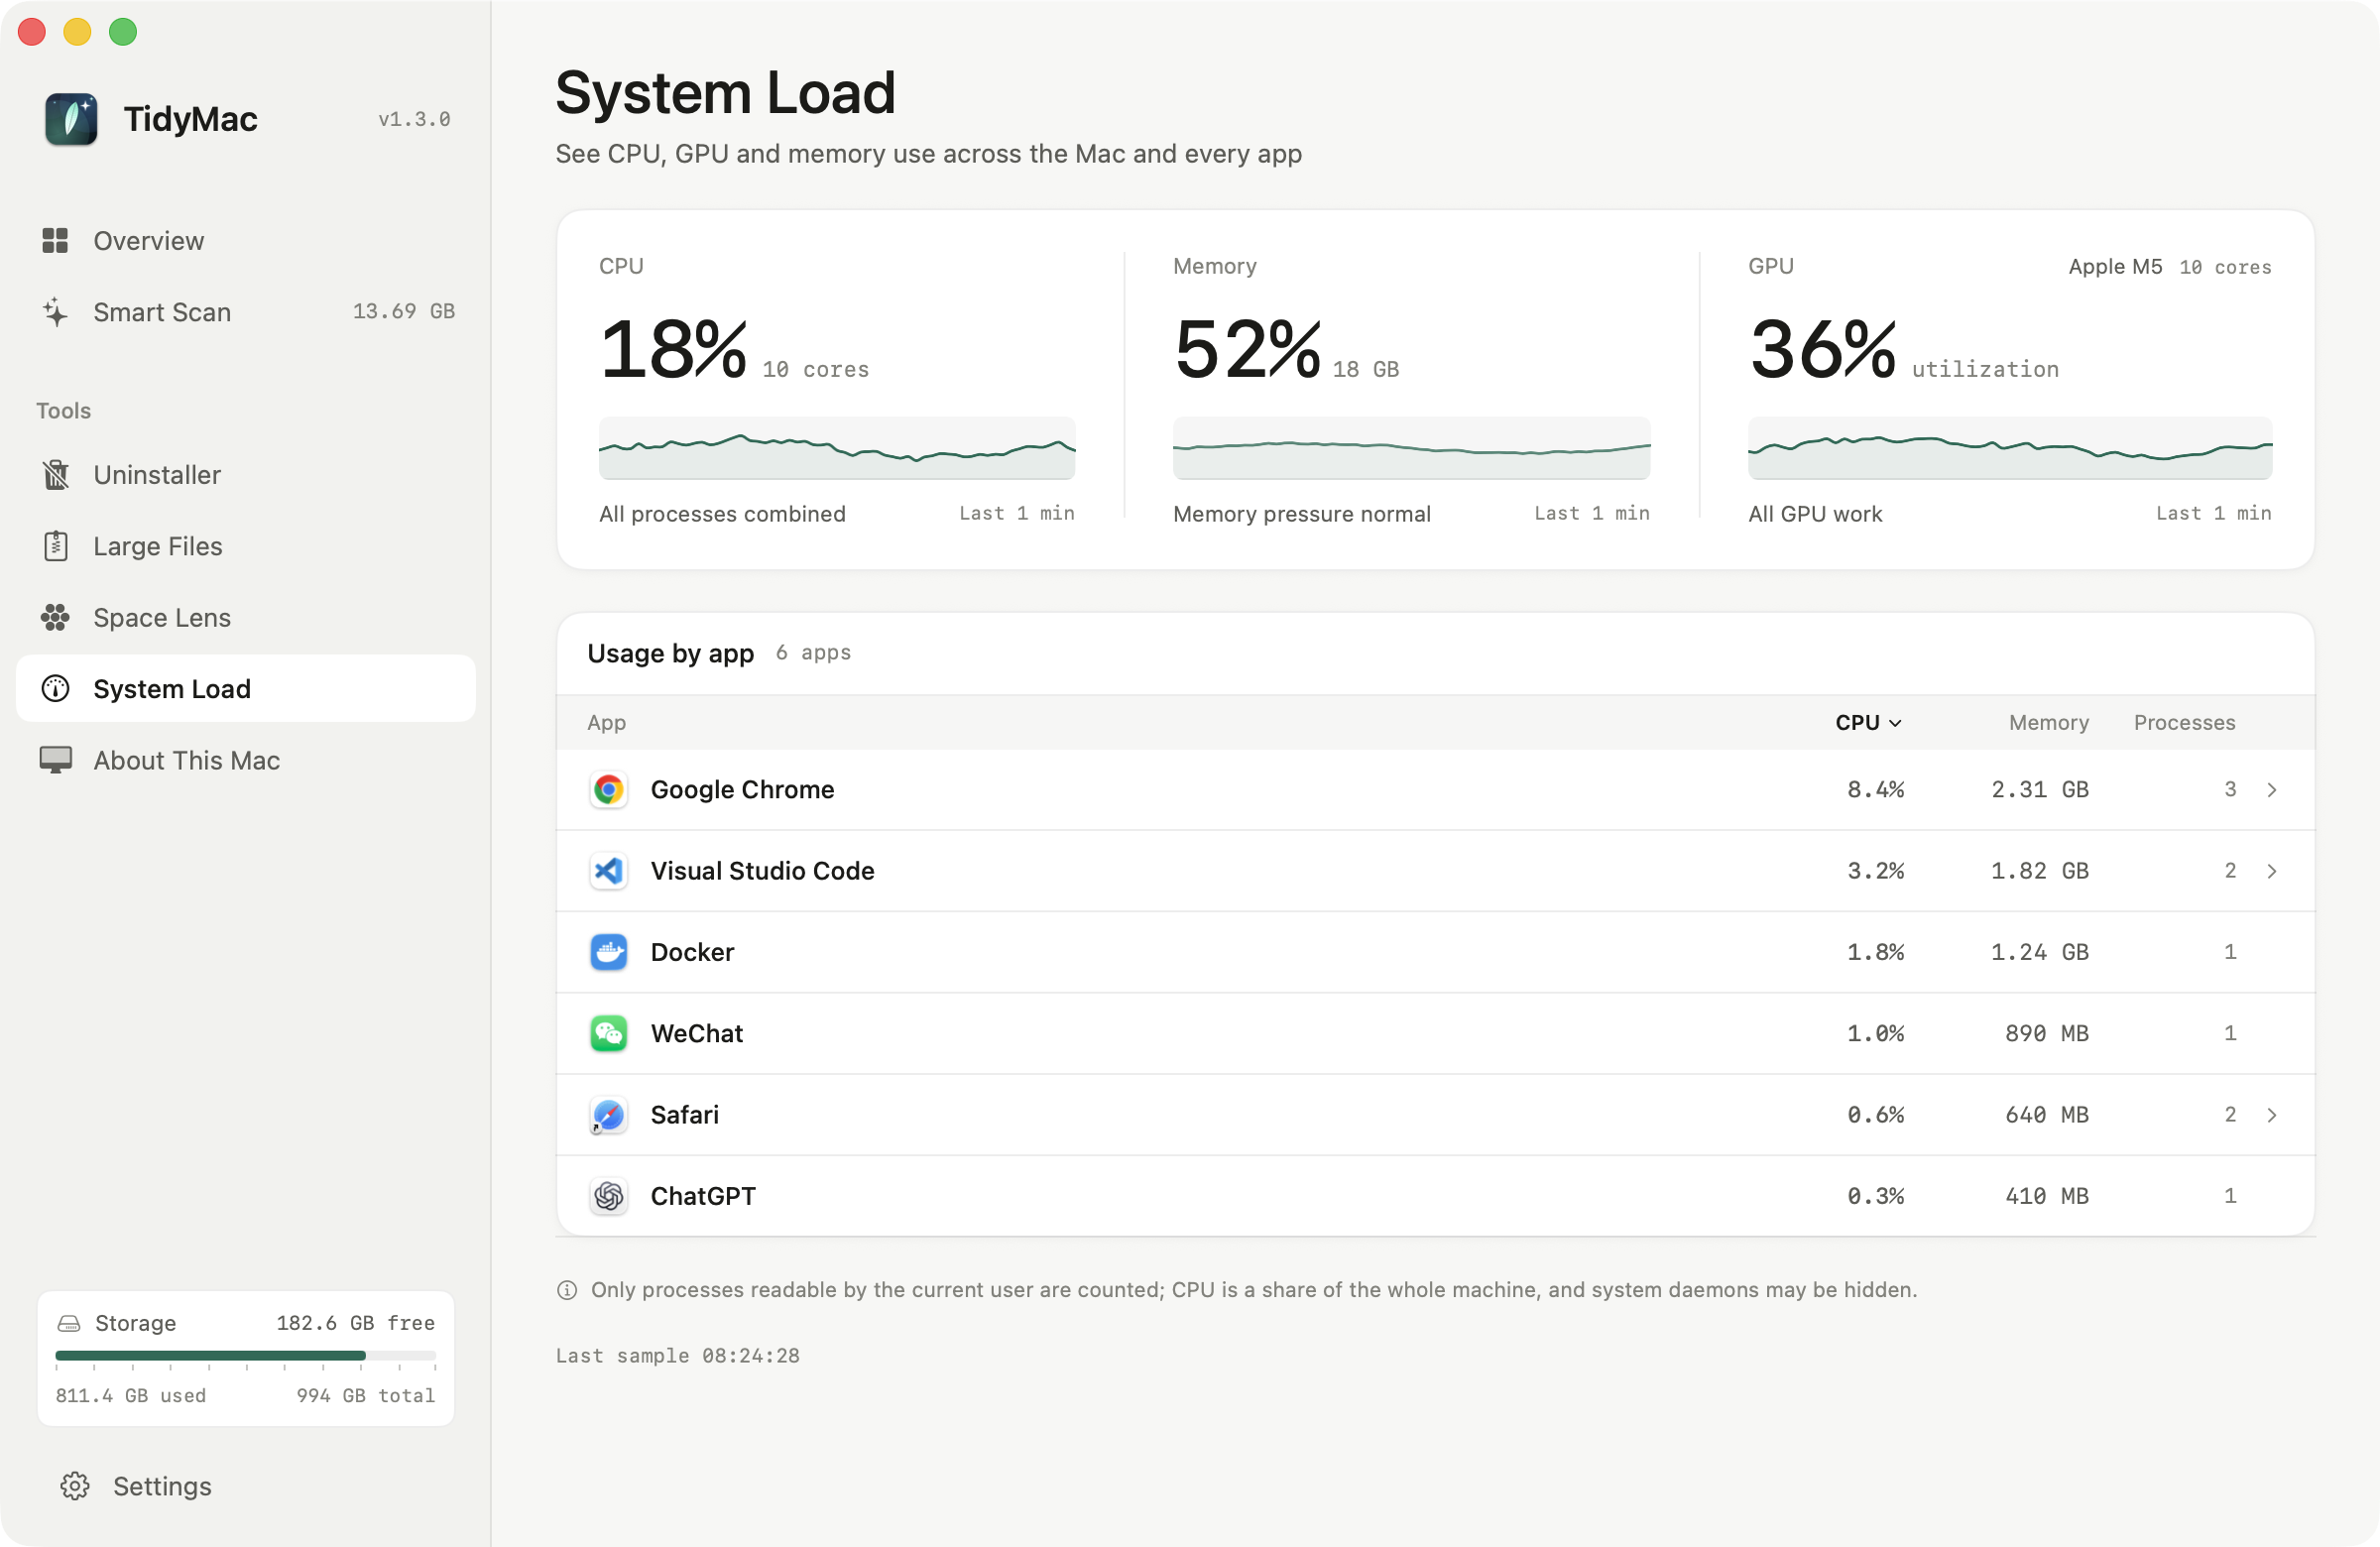 TidyMac v1.3.0
Overview
Smart Scan 13.69 GB
Tools
Uninstaller
Large Files
Space Lens
System Load
About This Mac
Storage 182.6 GB free
811.4 GB used 994 GB total
Settings
System Load
See CPU, GPU and memory use across the Mac and every app
CPU
18% 10 cores
All processes combined Last 1 min
Memory
52% 18 GB
Memory pressure normal Last 1 min
GPU Apple M5 10 cores
36% utilization
All GPU work Last 1 min
Usage by app 6 apps
App CPU Memory Processes
Google Chrome 8.4% 2.31 GB 3
Visual Studio Code 3.2% 1.82 GB 2
Docker 1.8% 1.24 GB 1
WeChat 1.0% 890 MB 1
Safari 0.6% 640 MB 2
ChatGPT 0.3% 410 MB 1
Only processes readable by the current user are counted; CPU is a share of the whole machine, and system daemons may be hidden.
Last sample 08:24:28